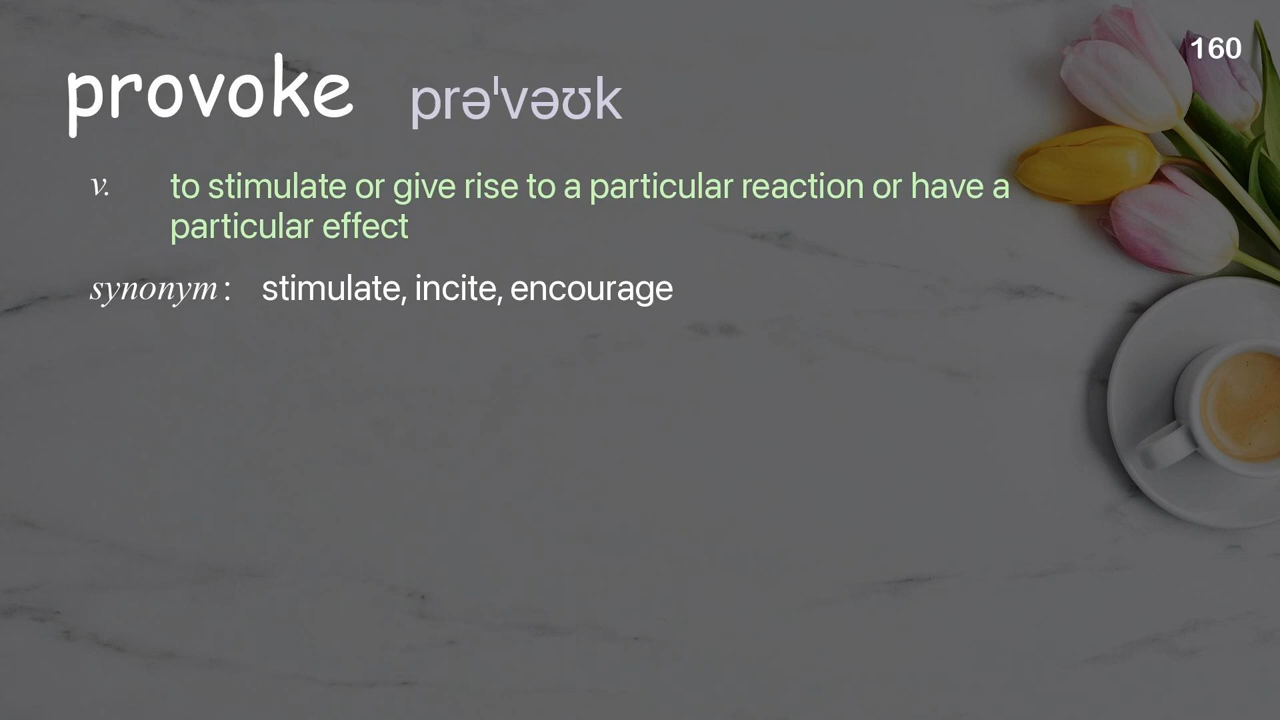 160
provoke prəˈvəʊk
v. to stimulate or give rise to a particular reaction or have a
particular effect
synonym: stimulate, incite, encourage